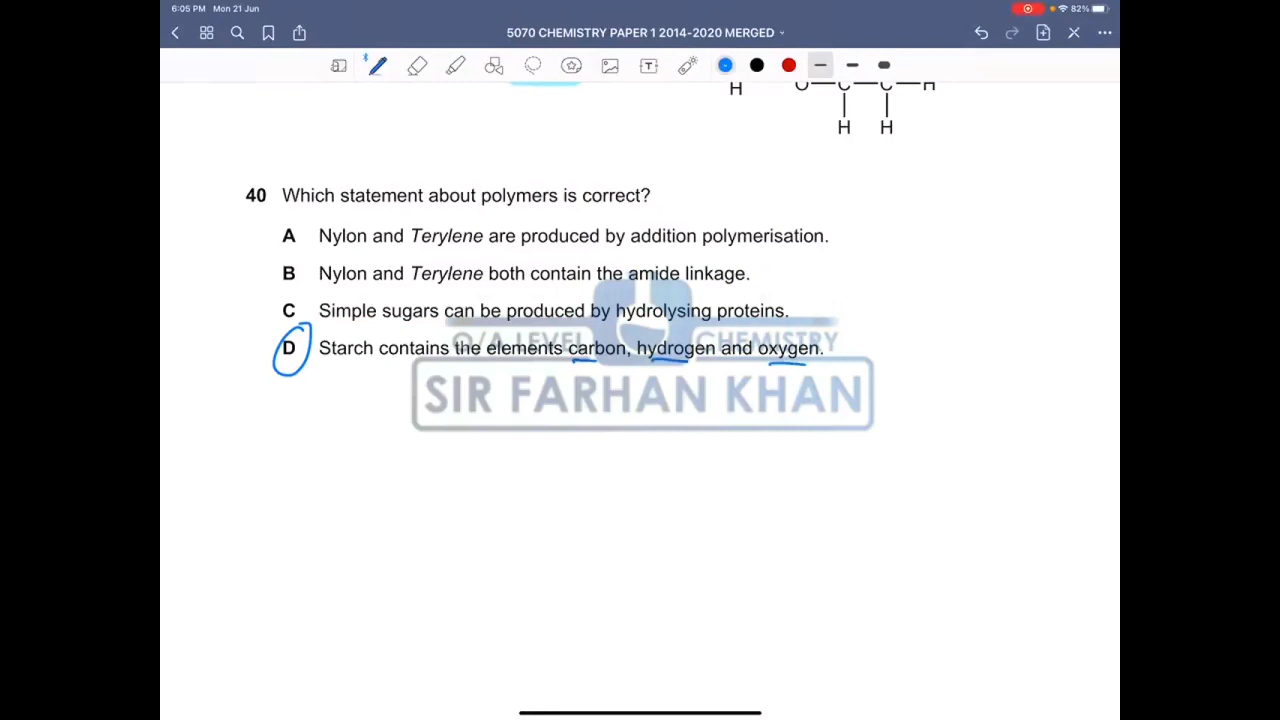 6:05 PM Mon 21 Jun
82%
5070 CHEMISTRY PAPER 1 2014-2020 MERGED
H O C C H
H H
40 Which statement about polymers is correct?
A Nylon and Terylene are produced by addition polymerisation.
B Nylon and Terylene both contain the amide linkage.
C Simple sugars can be produced by hydrolysing proteins.
O/A LEVEL CHEMISTRY
D Starch contains the elements carbon, hydrogen and oxygen.
SIR FARHAN KHAN